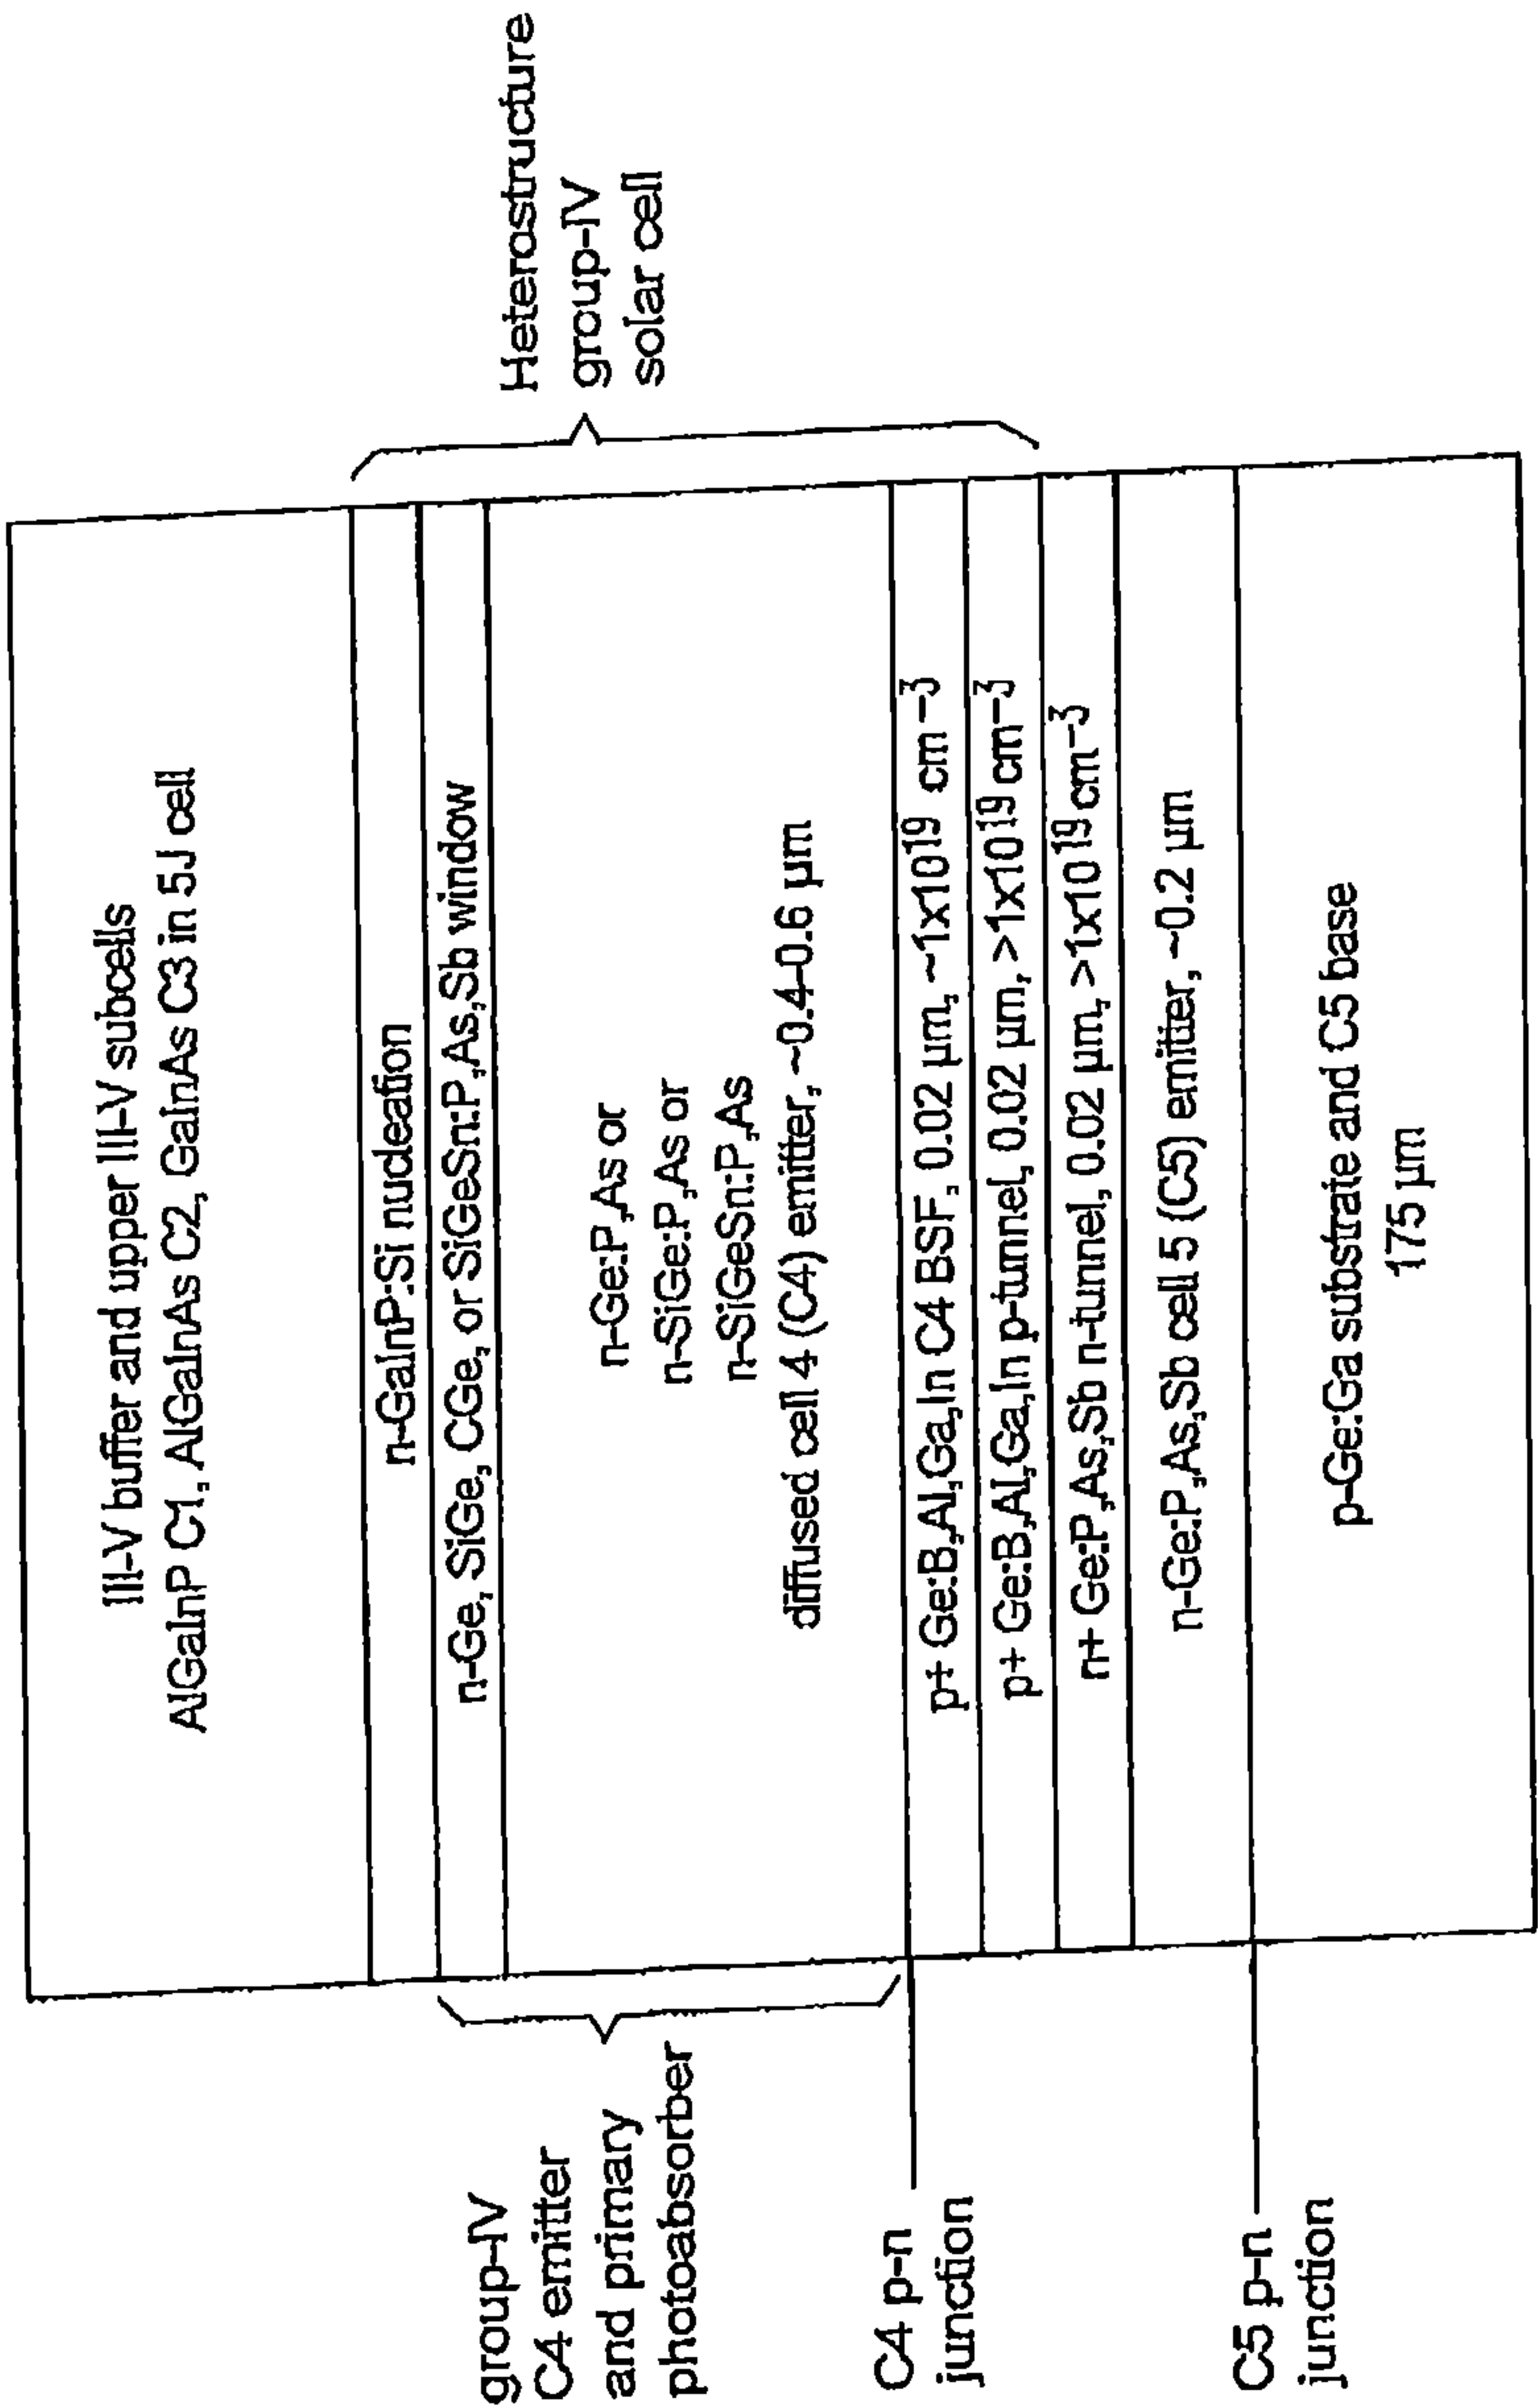 III-V buffer and upper III-V subcells
AlGaInP C1, AlGaInAs C2, GaInAs C3 in 5J cell
n-GaInP:Si nucleation
n-Ge, SiGe, CGe, or SiGeSn:P,As,Sb window
n-Ge:P,As or
n-SiGe:P,As or
n-SiGeSn:P,As
diffused cell 4 (C4) emitter, ~0.4-0.6 µm
p+ Ge:B,Al,Ga,In C4 BSF, 0.02 µm, ~1x10¹⁹ cm⁻³
p+ Ge:B,Al,Ga,In p-tunnel, 0.02 µm, >1x10¹⁹ cm⁻³
n+ Ge:P,As,Sb n-tunnel, 0.02 µm, >1x10¹⁹ cm⁻³
n-Ge:P,As,Sb cell 5 (C5) emitter, ~0.2 µm
p-Ge:Ga substrate and C5 base
175 µm
group-IV
C4 emitter
and primary
photoabsorber
C4 p-n
junction
C5 p-n
junction
Heterostructure
group-IV
solar cell